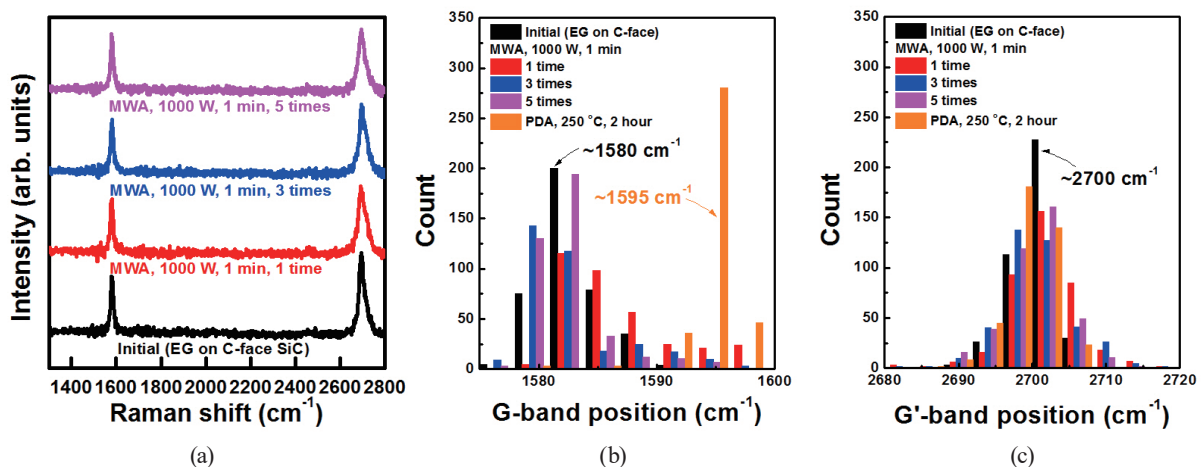 Intensity (arb. units)
MWA, 1000 W, 1 min, 5 times
MWA, 1000 W, 1 min, 3 times
MWA, 1000 W, 1 min, 1 time
Initial (EG on C-face SiC)
1400 1600 1800 2000 2200 2400 2600 2800
Raman shift (cm-1)
(a)
Count
350
300
250
200
150
100
50
0
Initial (EG on C-face)
MWA, 1000 W, 1 min
1 time
3 times
5 times
PDA, 250 °C, 2 hour
~1580 cm-1
~1595 cm-1
1580 1590 1600
G-band position (cm-1)
(b)
Count
350
300
250
200
150
100
50
0
Initial (EG on C-face)
MWA, 1000 W, 1 min
1 time
3 times
5 times
PDA, 250 °C, 2 hour
~2700 cm-1
2680 2690 2700 2710 2720
G'-band position (cm-1)
(c)